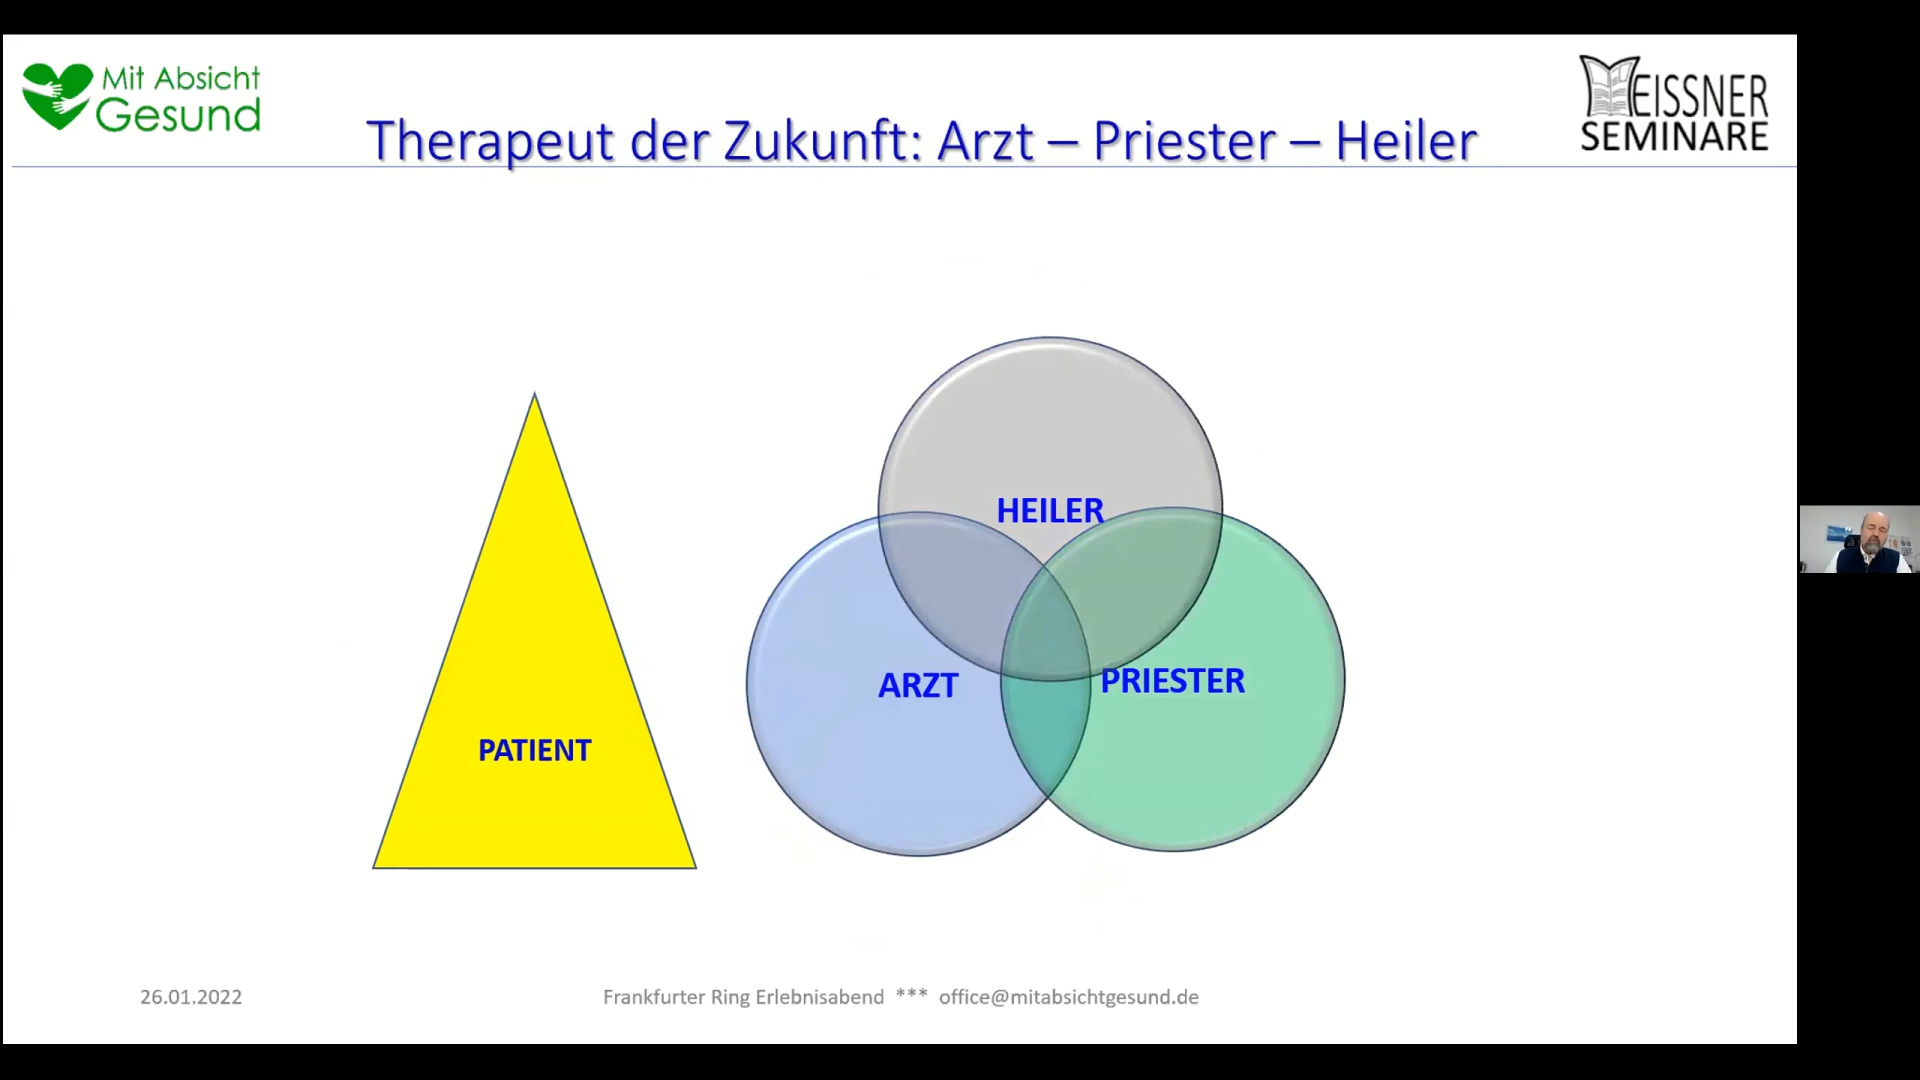 Mit Absicht
Gesund
EISSNER
SEMINARE
Therapeut der Zukunft: Arzt – Priester – Heiler
HEILER
ARZT
PRIESTER
PATIENT
26.01.2022
Frankfurter Ring Erlebnisabend *** office@mitabsichtgesund.de